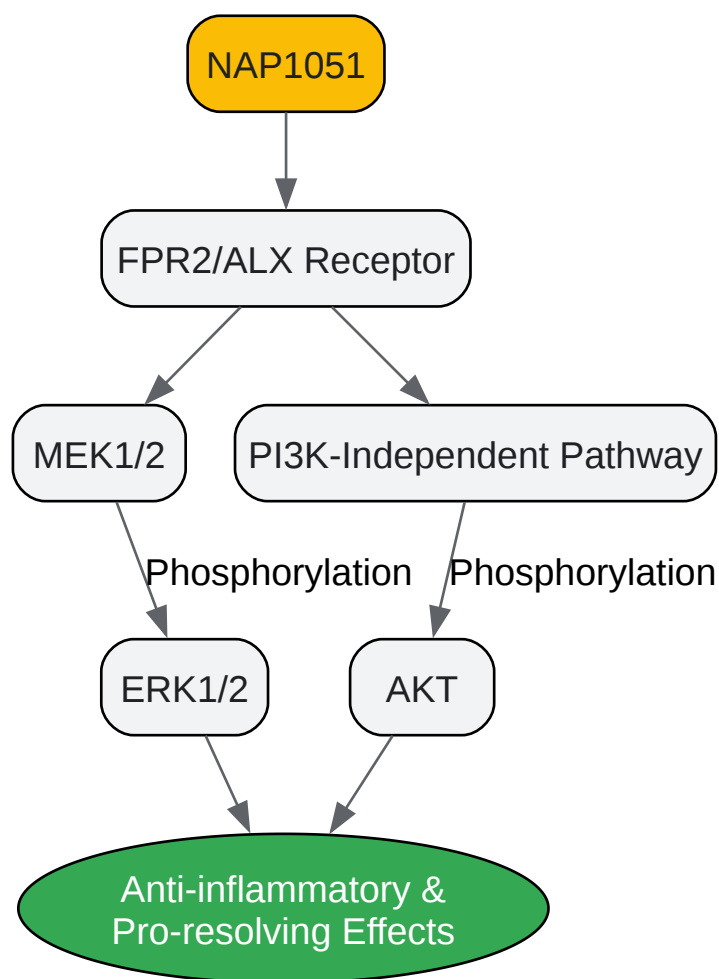 NAP1051
FPR2/ALX Receptor
MEK1/2
PI3K-Independent Pathway
Phosphorylation
Phosphorylation
ERK1/2
AKT
Anti-inflammatory &
Pro-resolving Effects